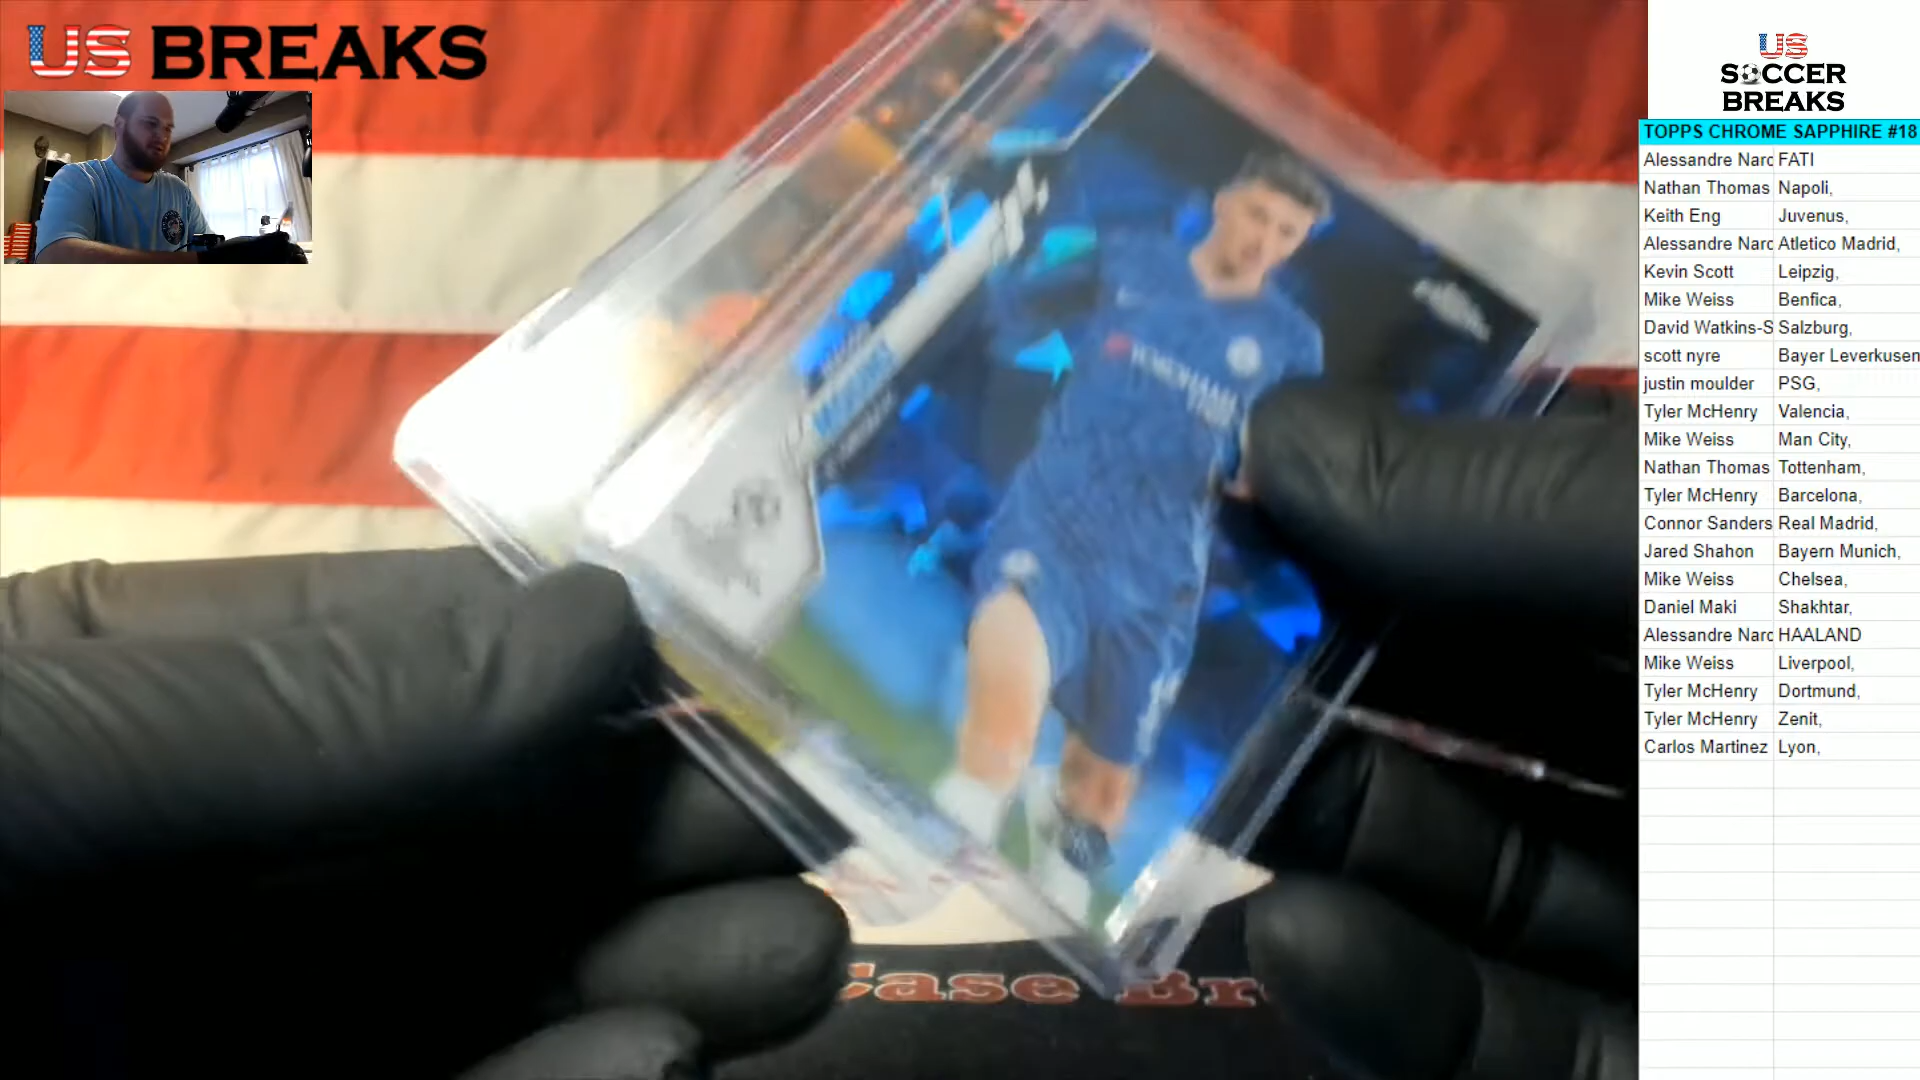 US BREAKS
US
SOCCER
BREAKS
TOPPS CHROME SAPPHIRE #18
Alessandre Narc FATI
Nathan Thomas Napoli,
Keith Eng Juvenus,
Alessandre Narc Atletico Madrid,
Kevin Scott Leipzig,
Mike Weiss Benfica,
David Watkins-S Salzburg,
scott nyre Bayer Leverkusen
justin moulder PSG,
Tyler McHenry Valencia,
Mike Weiss Man City,
Nathan Thomas Tottenham,
Tyler McHenry Barcelona,
Connor Sanders Real Madrid,
Jared Shahon Bayern Munich,
Mike Weiss Chelsea,
Daniel Maki Shakhtar,
Alessandre Narc HAALAND
Mike Weiss Liverpool,
Tyler McHenry Dortmund,
Tyler McHenry Zenit,
Carlos Martinez Lyon,
Case Br